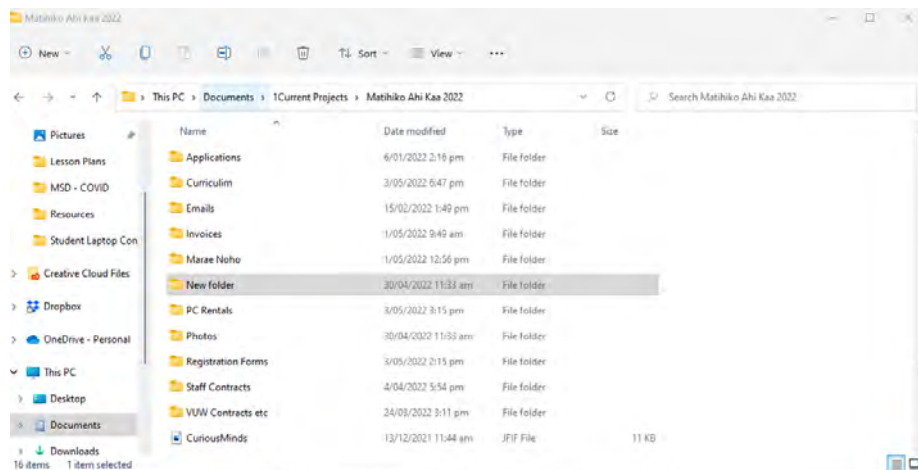 Matihiko Ahi Kaa 2022
New
Sort
View
This PC > Documents > 1Current Projects > Matihiko Ahi Kaa 2022
Search Matihiko Ahi Kaa 2022
Name Date modified Type Size
Pictures
Lesson Plans
MSD - COVID
Resources
Student Laptop Con
Creative Cloud Files
Dropbox
OneDrive - Personal
This PC
Desktop
Documents
Downloads
Applications 6/01/2022 2:16 pm File folder
Curriculim 3/05/2022 6:47 pm File folder
Emails 15/02/2022 1:49 pm File folder
Invoices 1/05/2022 9:49 am File folder
Marae Noho 1/05/2022 12:56 pm File folder
New folder 30/04/2022 11:33 am File folder
PC Rentals 3/05/2022 3:15 pm File folder
Photos 30/04/2022 11:33 am File folder
Registration Forms 3/05/2022 2:15 pm File folder
Staff Contracts 4/04/2022 5:54 pm File folder
VUW Contracts etc 24/03/2022 3:11 pm File folder
CuriousMinds 13/12/2021 11:44 am JFIF File 11 KB
16 items 1 item selected